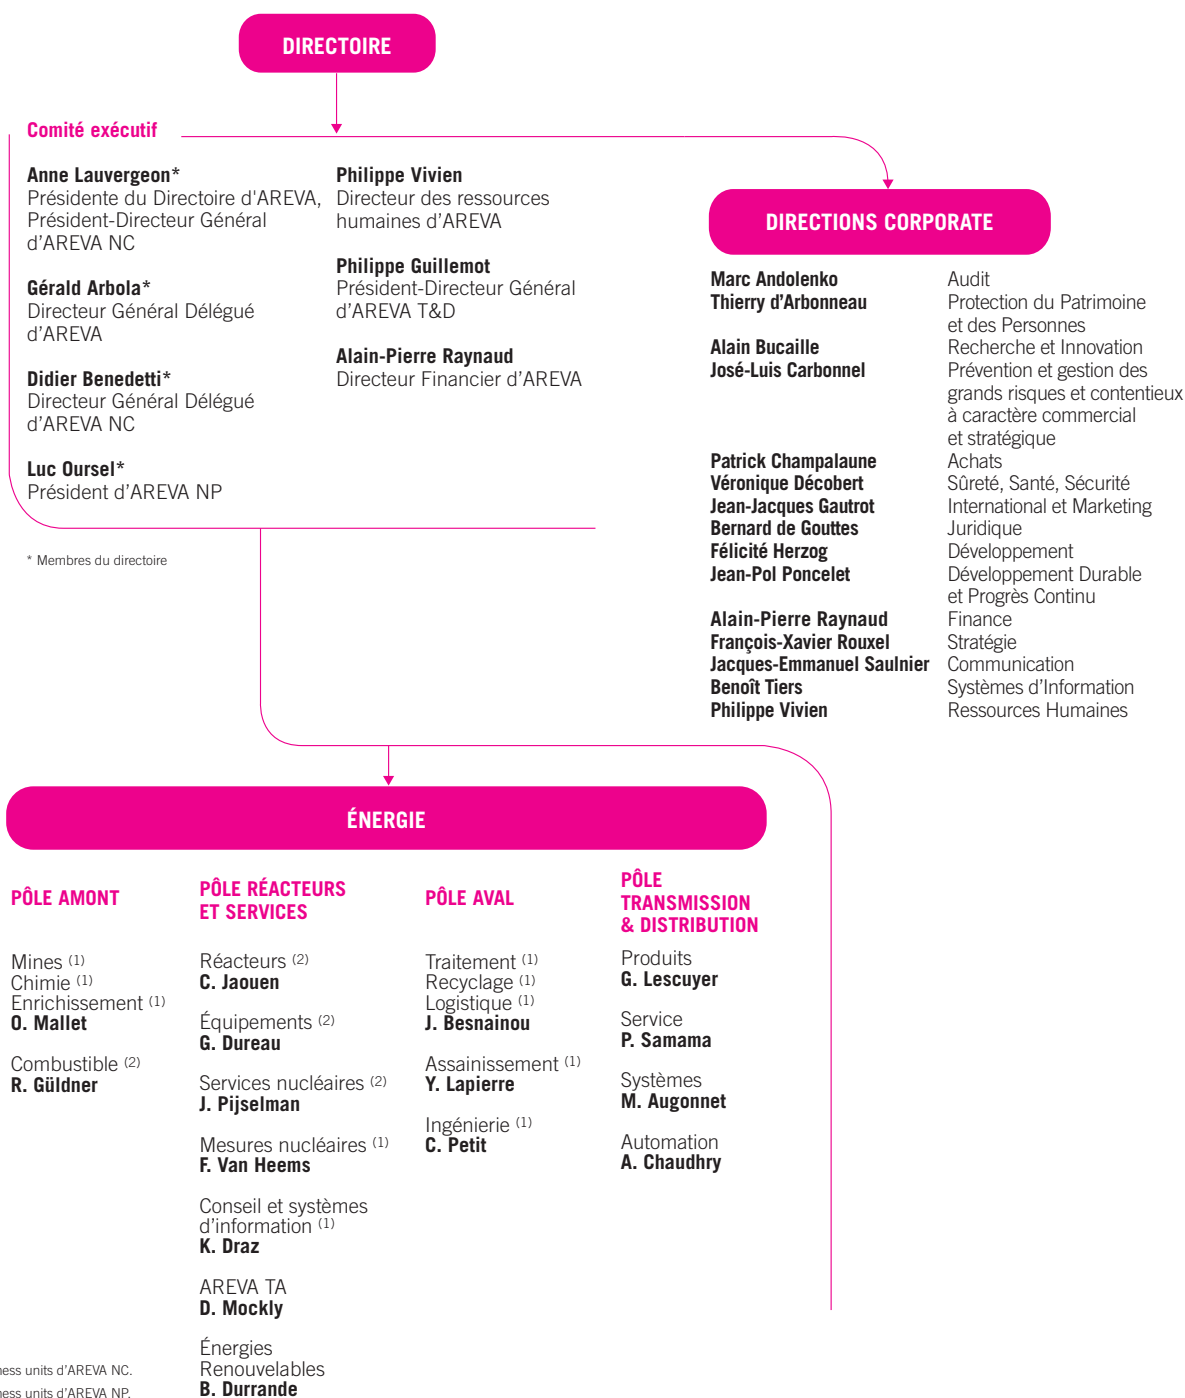 DIRECTOIRE
Comité exécutif
Anne Lauvergeon*
Présidente du Directoire d'AREVA,
Président-Directeur Général
d’AREVA NC
Gérald Arbola*
Directeur Général Délégué
d’AREVA
Didier Benedetti*
Directeur Général Délégué
d’AREVA NC
Luc Oursel*
Président d’AREVA NP
Philippe Vivien
Directeur des ressources
humaines d’AREVA
Philippe Guillemot
Président-Directeur Général
d’AREVA T&D
Alain-Pierre Raynaud
Directeur Financier d’AREVA
* Membres du directoire
DIRECTIONS CORPORATE
Marc Andolenko Audit
Thierry d’Arbonneau Protection du Patrimoine
et des Personnes
Alain Bucaille Recherche et Innovation
José-Luis Carbonnel Prévention et gestion des
grands risques et contentieux
à caractère commercial
et stratégique
Patrick Champalaune Achats
Véronique Décobert Sûreté, Santé, Sécurité
Jean-Jacques Gautrot International et Marketing
Bernard de Gouttes Juridique
Félicité Herzog Développement
Jean-Pol Poncelet Développement Durable
et Progrès Continu
Alain-Pierre Raynaud Finance
François-Xavier Rouxel Stratégie
Jacques-Emmanuel Saulnier Communication
Benoît Tiers Systèmes d’Information
Philippe Vivien Ressources Humaines
ÉNERGIE
PÔLE AMONT
Mines (1)
Chimie (1)
Enrichissement (1)
O. Mallet
Combustible (2)
R. Güldner
PÔLE RÉACTEURS
ET SERVICES
Réacteurs (2)
C. Jaouen
Équipements (2)
G. Dureau
Services nucléaires (2)
J. Pijselman
Mesures nucléaires (1)
F. Van Heems
Conseil et systèmes
d’information (1)
K. Draz
AREVA TA
D. Mockly
Énergies
Renouvelables
B. Durrande
PÔLE AVAL
Traitement (1)
Recyclage (1)
Logistique (1)
J. Besnainou
Assainissement (1)
Y. Lapierre
Ingénierie (1)
C. Petit
PÔLE
TRANSMISSION
& DISTRIBUTION
Produits
G. Lescuyer
Service
P. Samama
Systèmes
M. Augonnet
Automation
A. Chaudhry
units d’AREVA NC.
units d’AREVA NP.